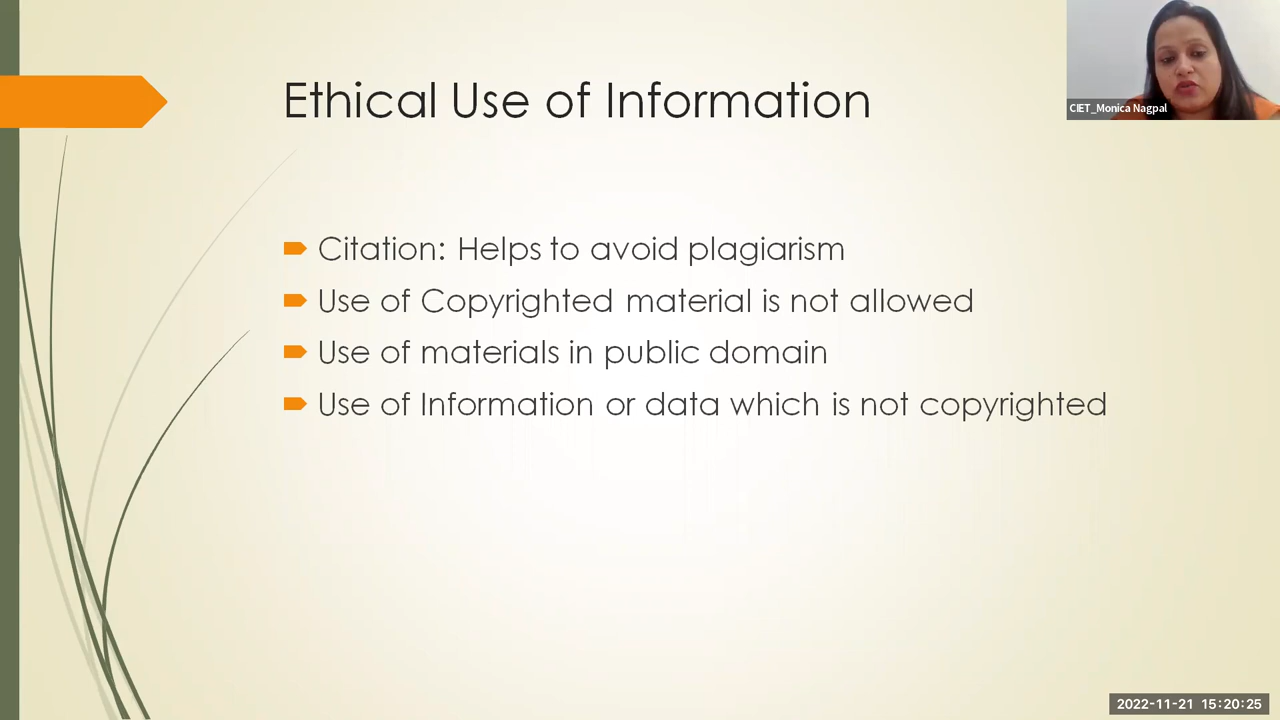 Ethical Use of Information
CIET_Monica Nagpal
Citation: Helps to avoid plagiarism
Use of Copyrighted material is not allowed
Use of materials in public domain
Use of Information or data which is not copyrighted
2022-11-21 15:20:25